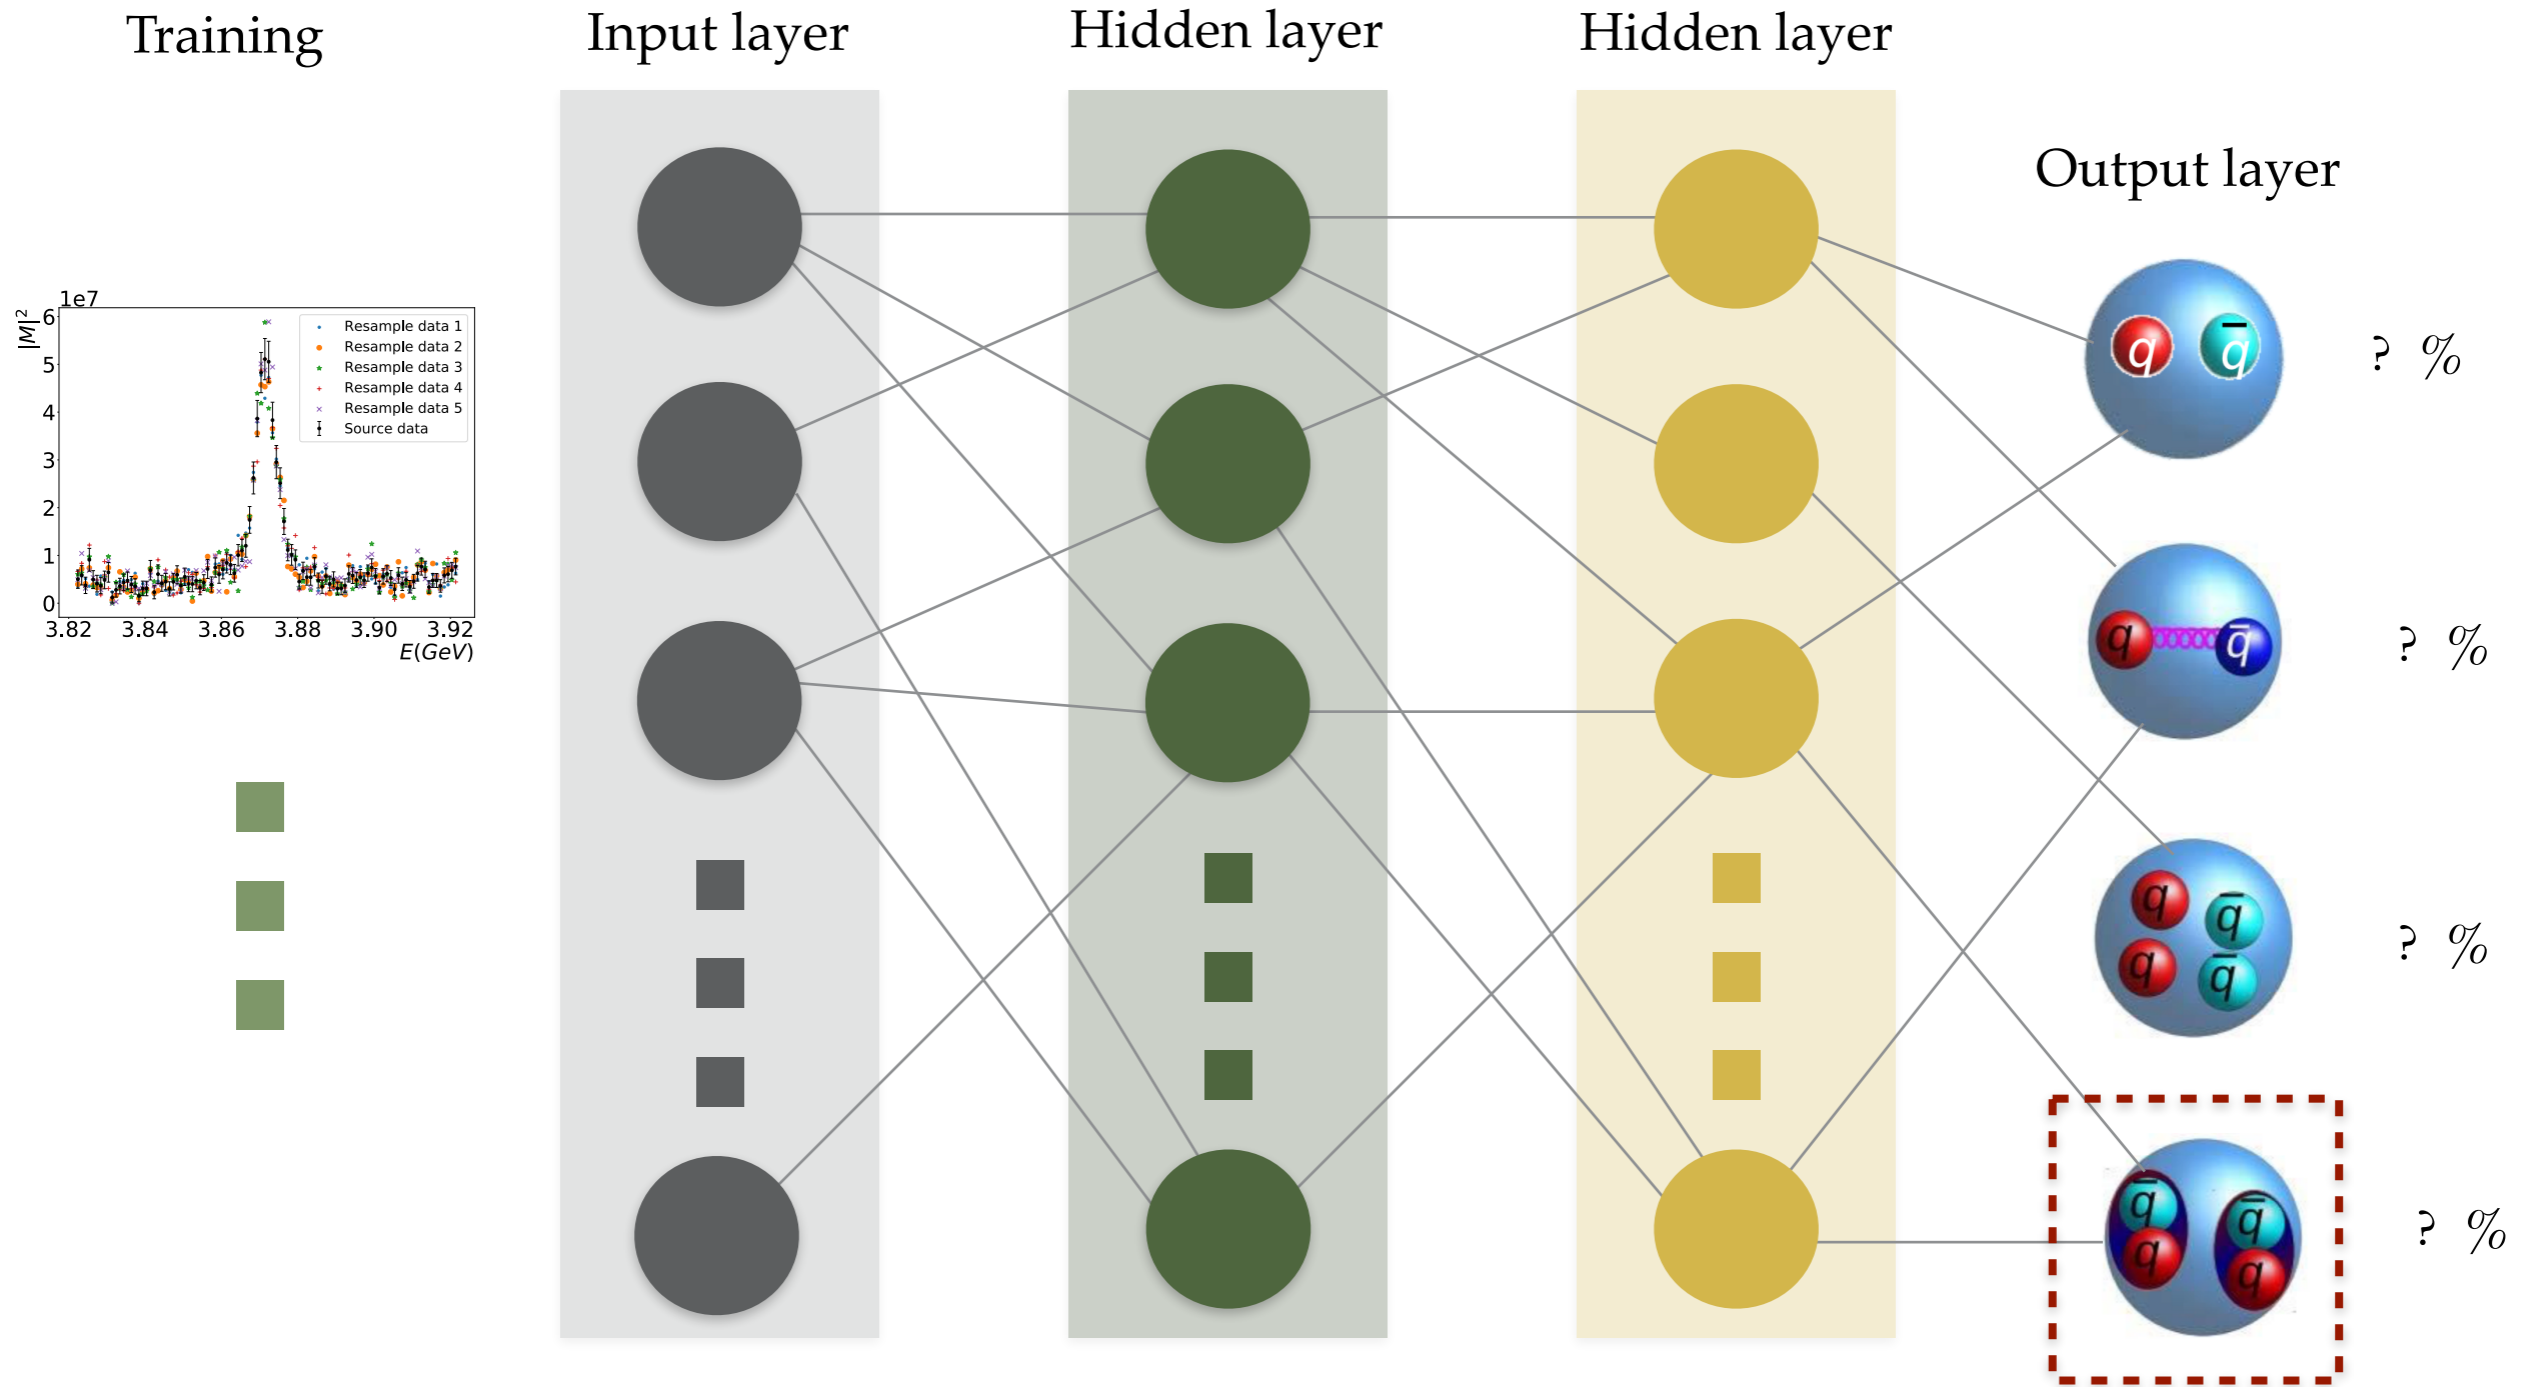 Training
Input layer
Hidden layer
Hidden layer
Output layer
1e7
|M|²
6
5
4
3
2
1
0
Resample data 1
Resample data 2
Resample data 3
Resample data 4
Resample data 5
Source data
3.82 3.84 3.86 3.88 3.90 3.92
E(GeV)
q q̄
? %
q q̄
? %
q q̄
q q̄
? %
q̄ q̄
q q
? %